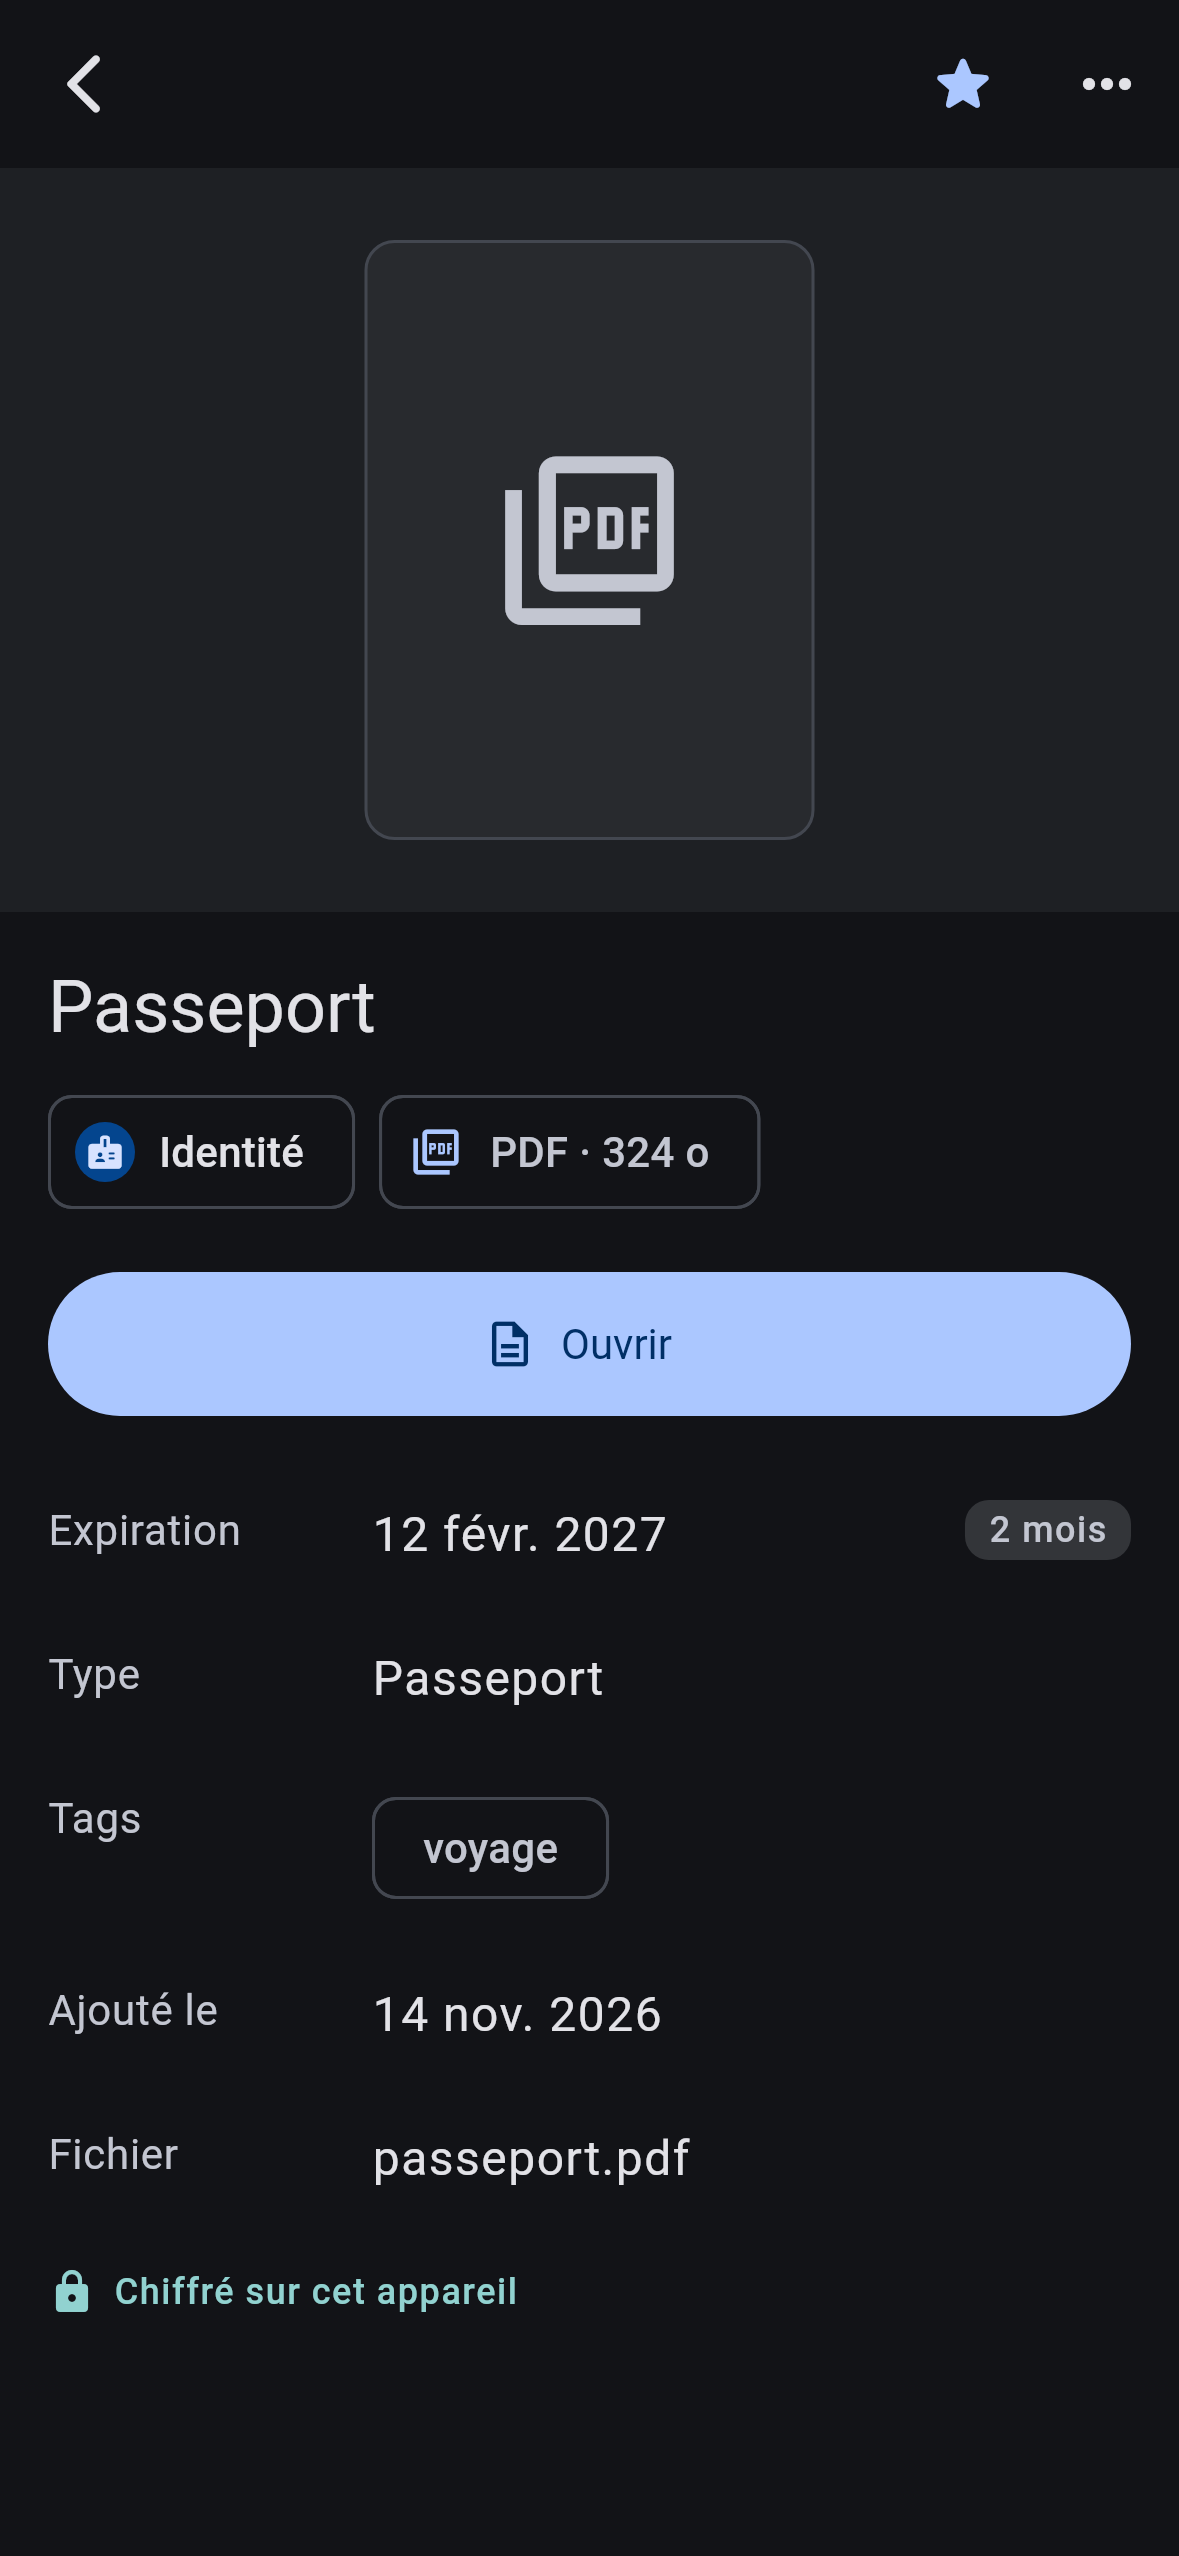 PDF
Passeport
Identité
PDF PDF · 324 o
Ouvrir
Expiration 12 févr. 2027 2 mois
Type Passeport
Tags voyage
Ajouté le 14 nov. 2026
Fichier passeport.pdf
Chiffré sur cet appareil